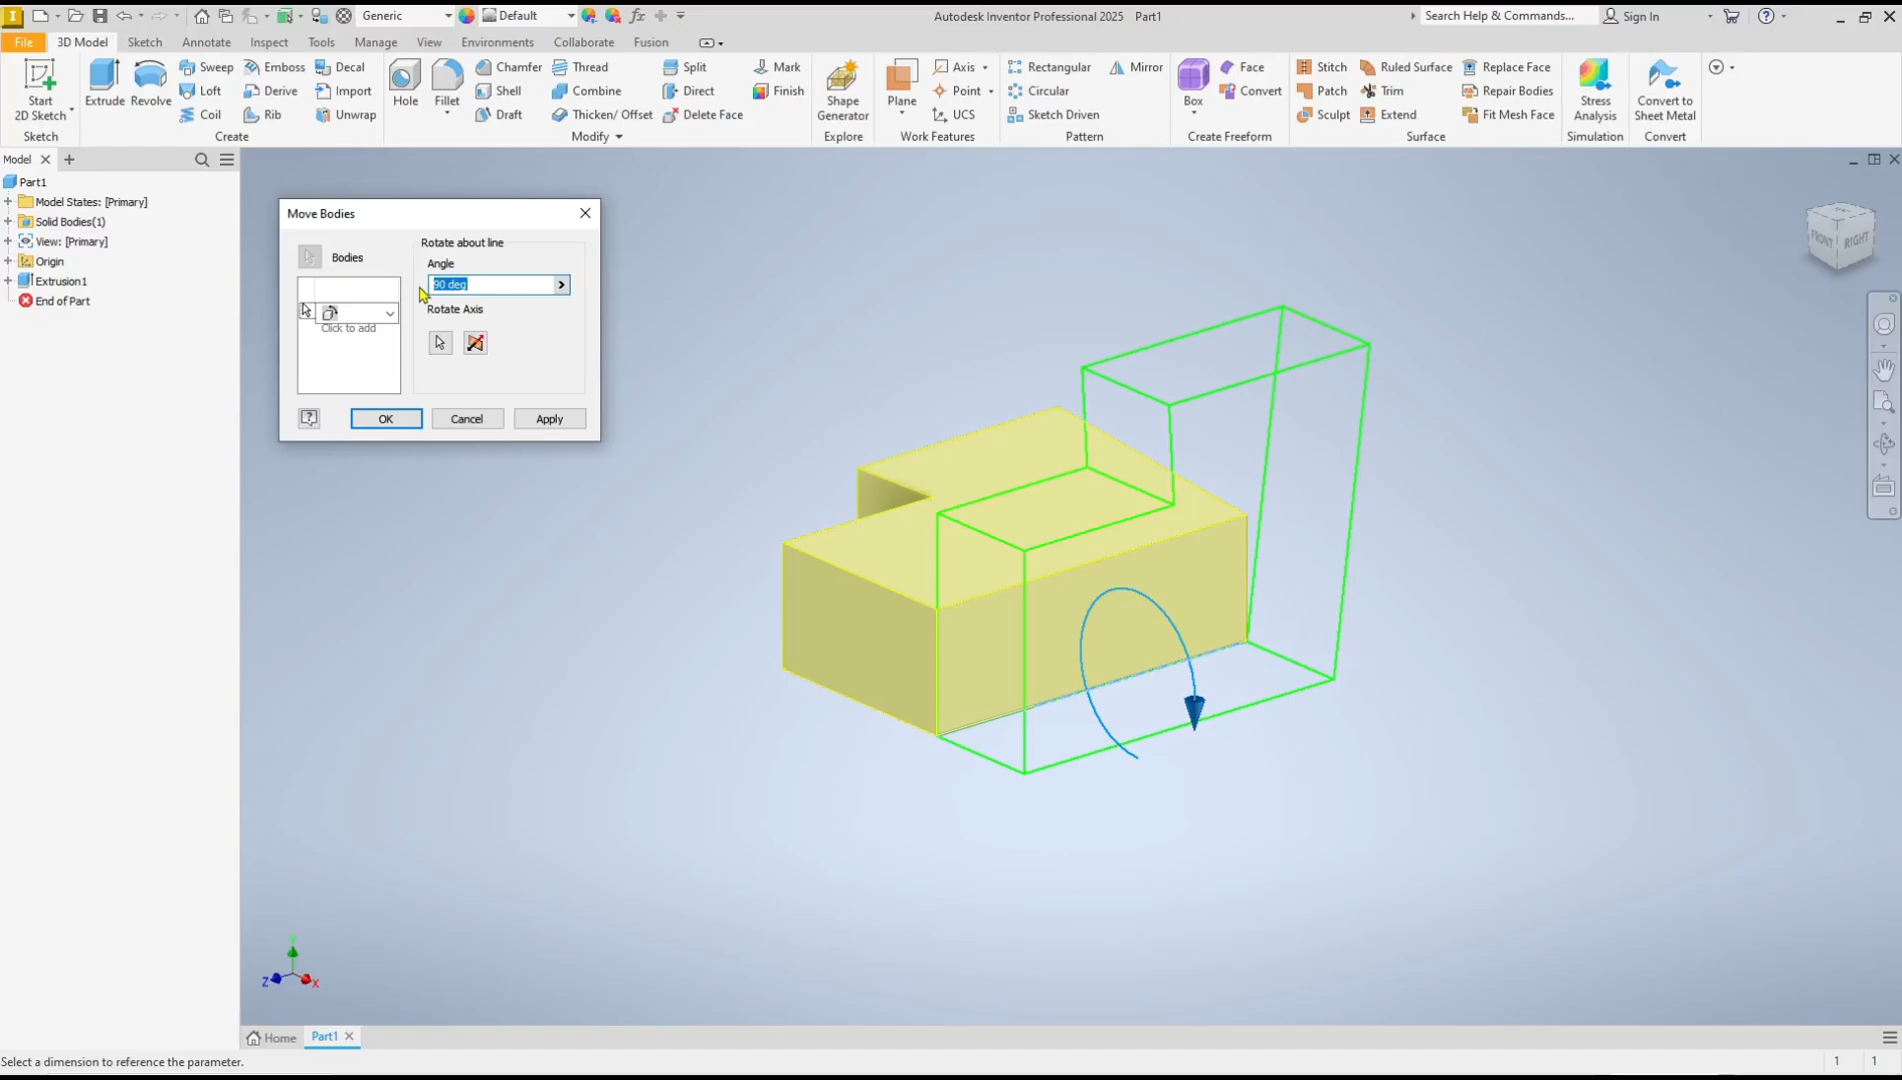 Generic
Default
Autodesk Inventor Professional 2025 Part1
Search Help & Commands...
Sign In
File
3D Model
Sketch
Annotate
Inspect
Tools
Manage
View
Environments
Assemble
Collaborate
Fusion
Start
2D Sketch
Sketch
Extrude
Revolve
Sweep
Loft
Coil
Emboss
Derive
Rib
Decal
Import
Unwrap
Create
Hole
Fillet
Chamfer
Shell
Draft
Thread
Combine
Thicken/ Offset
Split
Direct
Delete Face
Modify
Mark
Finish
Shape
Generator
Explore
Plane
Axis
Point
UCS
Work Features
Rectangular
Circular
Sketch Driven
Mirror
Pattern
Box
Face
Convert
Create Freeform
Stitch
Patch
Sculpt
Ruled Surface
Trim
Extend
Replace Face
Repair Bodies
Fit Mesh Face
Surface
Stress
Analysis
Simulation
Convert to
Sheet Metal
Convert
Model
Part1
Model States: [Primary]
Solid Bodies(1)
View: [Primary]
Origin
Extrusion1
End of Part
Move Bodies
Bodies
Click to add
Rotate about line
Angle
90 deg
Rotate Axis
OK
Cancel
Apply
FRONT
RIGHT
Y
Z
X
Home
Part1
Select a dimension to reference the parameter.
1
1